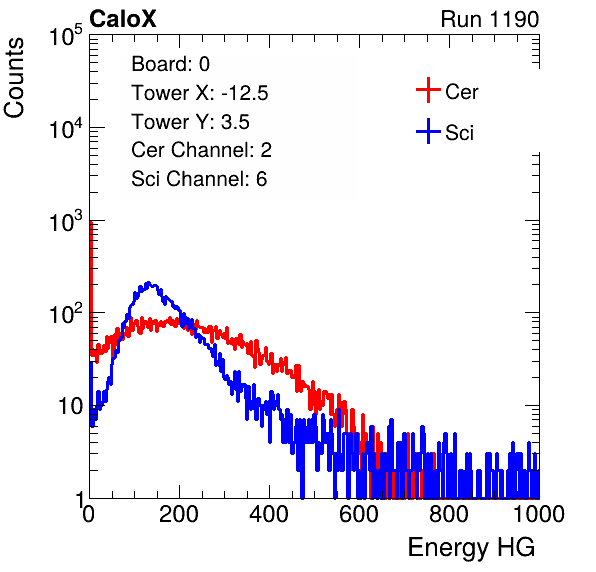 CaloX Run 1190
Counts
10^5
10^4
10^3
10^2
10
1
Board: 0
Tower X: -12.5
Tower Y: 3.5
Cer Channel: 2
Sci Channel: 6
Cer
Sci
0 200 400 600 800 1000
Energy HG